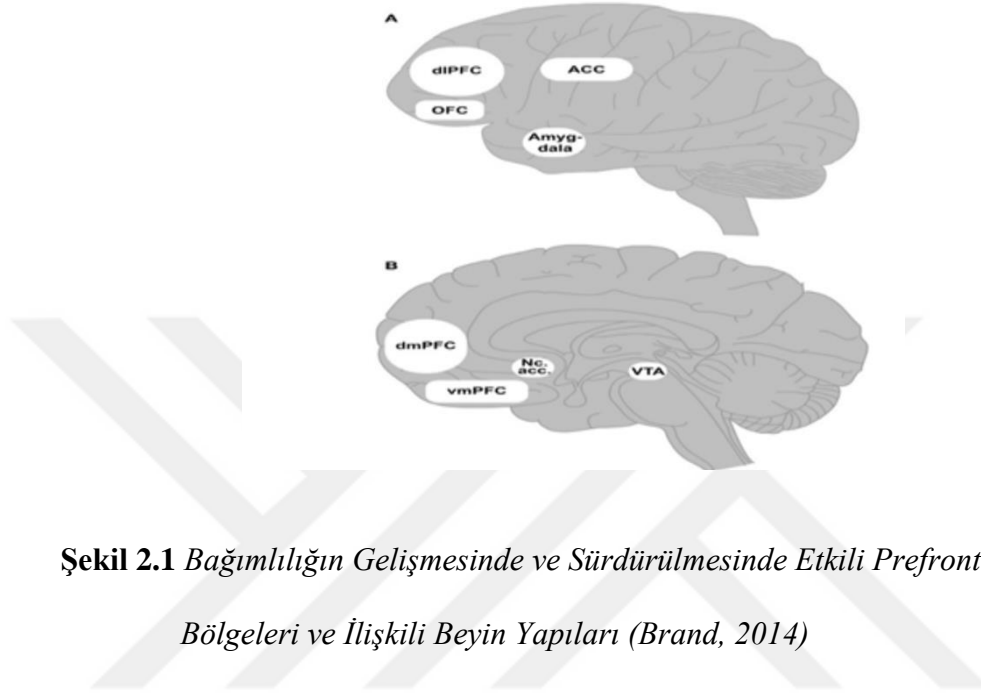 A
dlPFC
ACC
OFC
Amyg-
dala
B
dmPFC
Nc.
acc.
VTA
vmPFC
Şekil 2.1 Bağımlılığın Gelişmesinde ve Sürdürülmesinde Etkili Prefront
Bölgeleri ve İlişkili Beyin Yapıları (Brand, 2014)